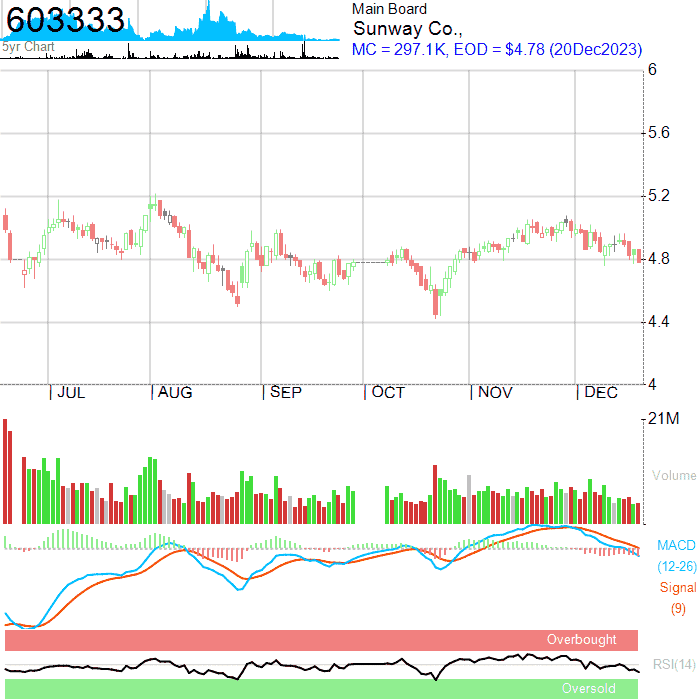 603333
5yr Chart
Main Board
Sunway Co.,
MC = 297.1K, EOD = $4.78 (20Dec2023)
6
5.6
5.2
4.8
4.4
4
JUL
AUG
SEP
OCT
NOV
DEC
21M
Volume
MACD
(12-26)
Signal
(9)
Overbought
RSI(14)
Oversold